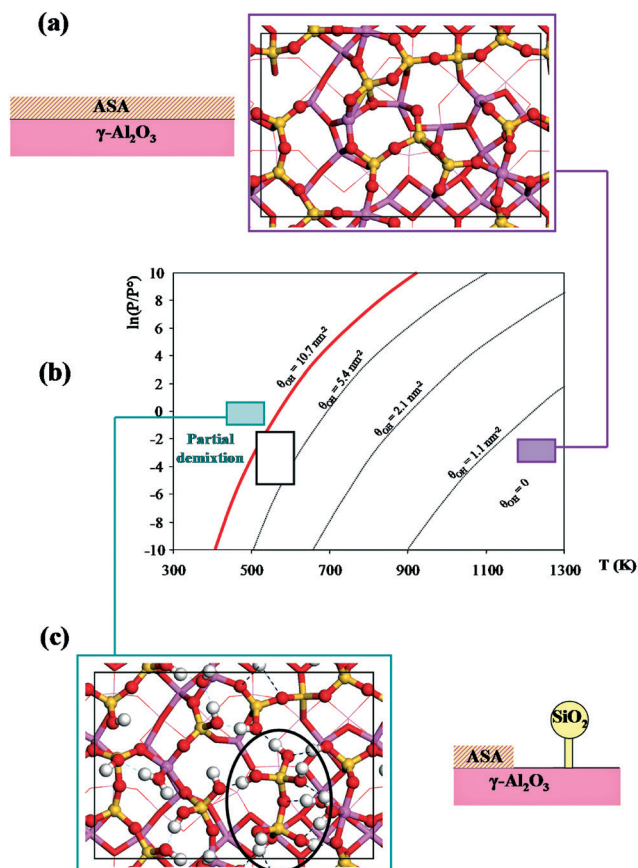 (a)
ASA
γ-Al₂O₃
(b)
ln(P/P°)
10
8
6
4
2
0
-2
-4
-6
-8
-10
θOH = 10.7 nm⁻²
θOH = 5.4 nm⁻²
θOH = 2.1 nm⁻²
θOH = 1.1 nm⁻²
θOH = 0
Partial
demixtion
300 500 700 900 1100 1300
T (K)
(c)
SiO₂
ASA
γ-Al₂O₃